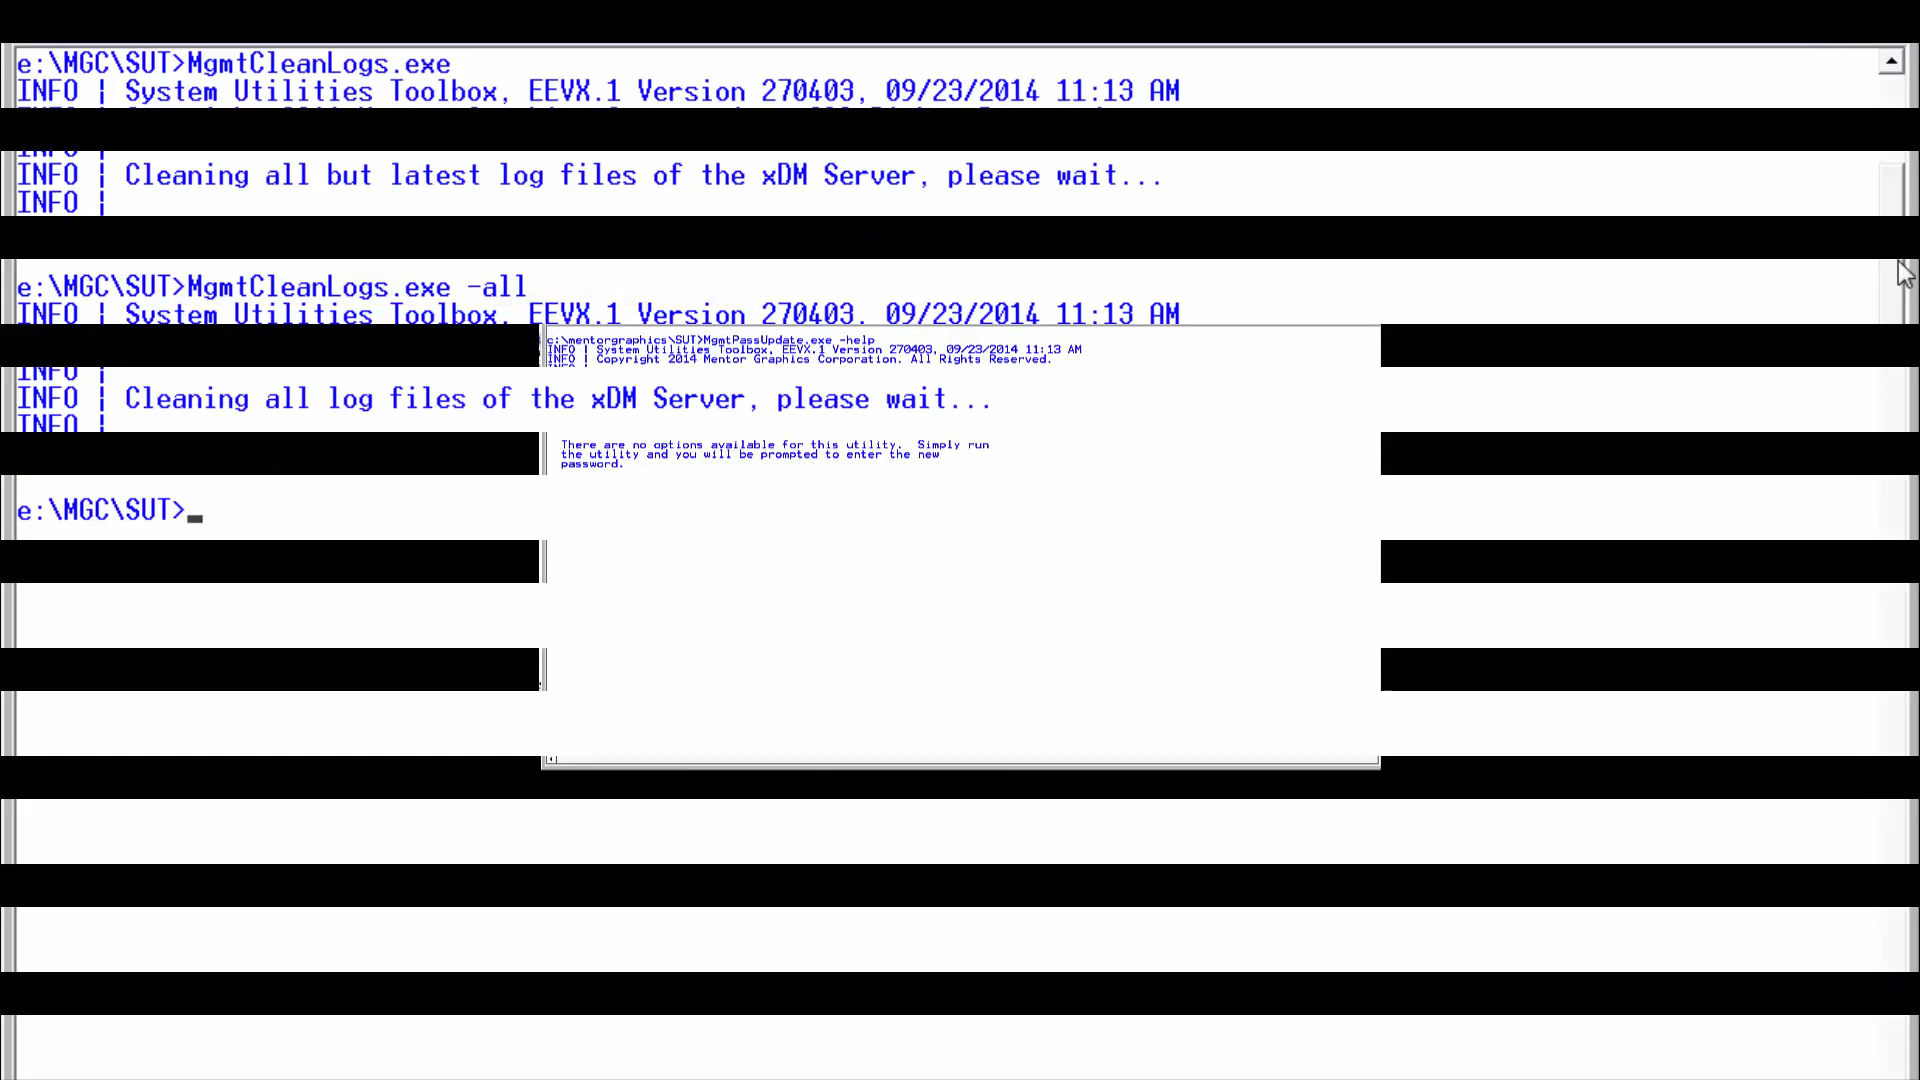 e:\MGC\SUT>MgmtCleanLogs.exe
INFO | System Utilities Toolbox, EEVX.1 Version 270403, 09/23/2014 11:13 AM
INFO |
INFO | Cleaning all but latest log files of the xDM Server, please wait...
INFO |
e:\MGC\SUT>MgmtCleanLogs.exe -all
INFO | System Utilities Toolbox, EEVX.1 Version 270403, 09/23/2014 11:13 AM
c:\mentorgraphics\SUT>MgmtPassUpdate.exe -help
INFO | System Utilities Toolbox, EEVX.1 Version 270403, 09/23/2014 11:13 AM
INFO | Copyright 2014 Mentor Graphics Corporation. All Rights Reserved.
INFO |
INFO |
INFO | Cleaning all log files of the xDM Server, please wait...
INFO |
There are no options available for this utility. Simply run
the utility and you will be prompted to enter the new
password.
e:\MGC\SUT>